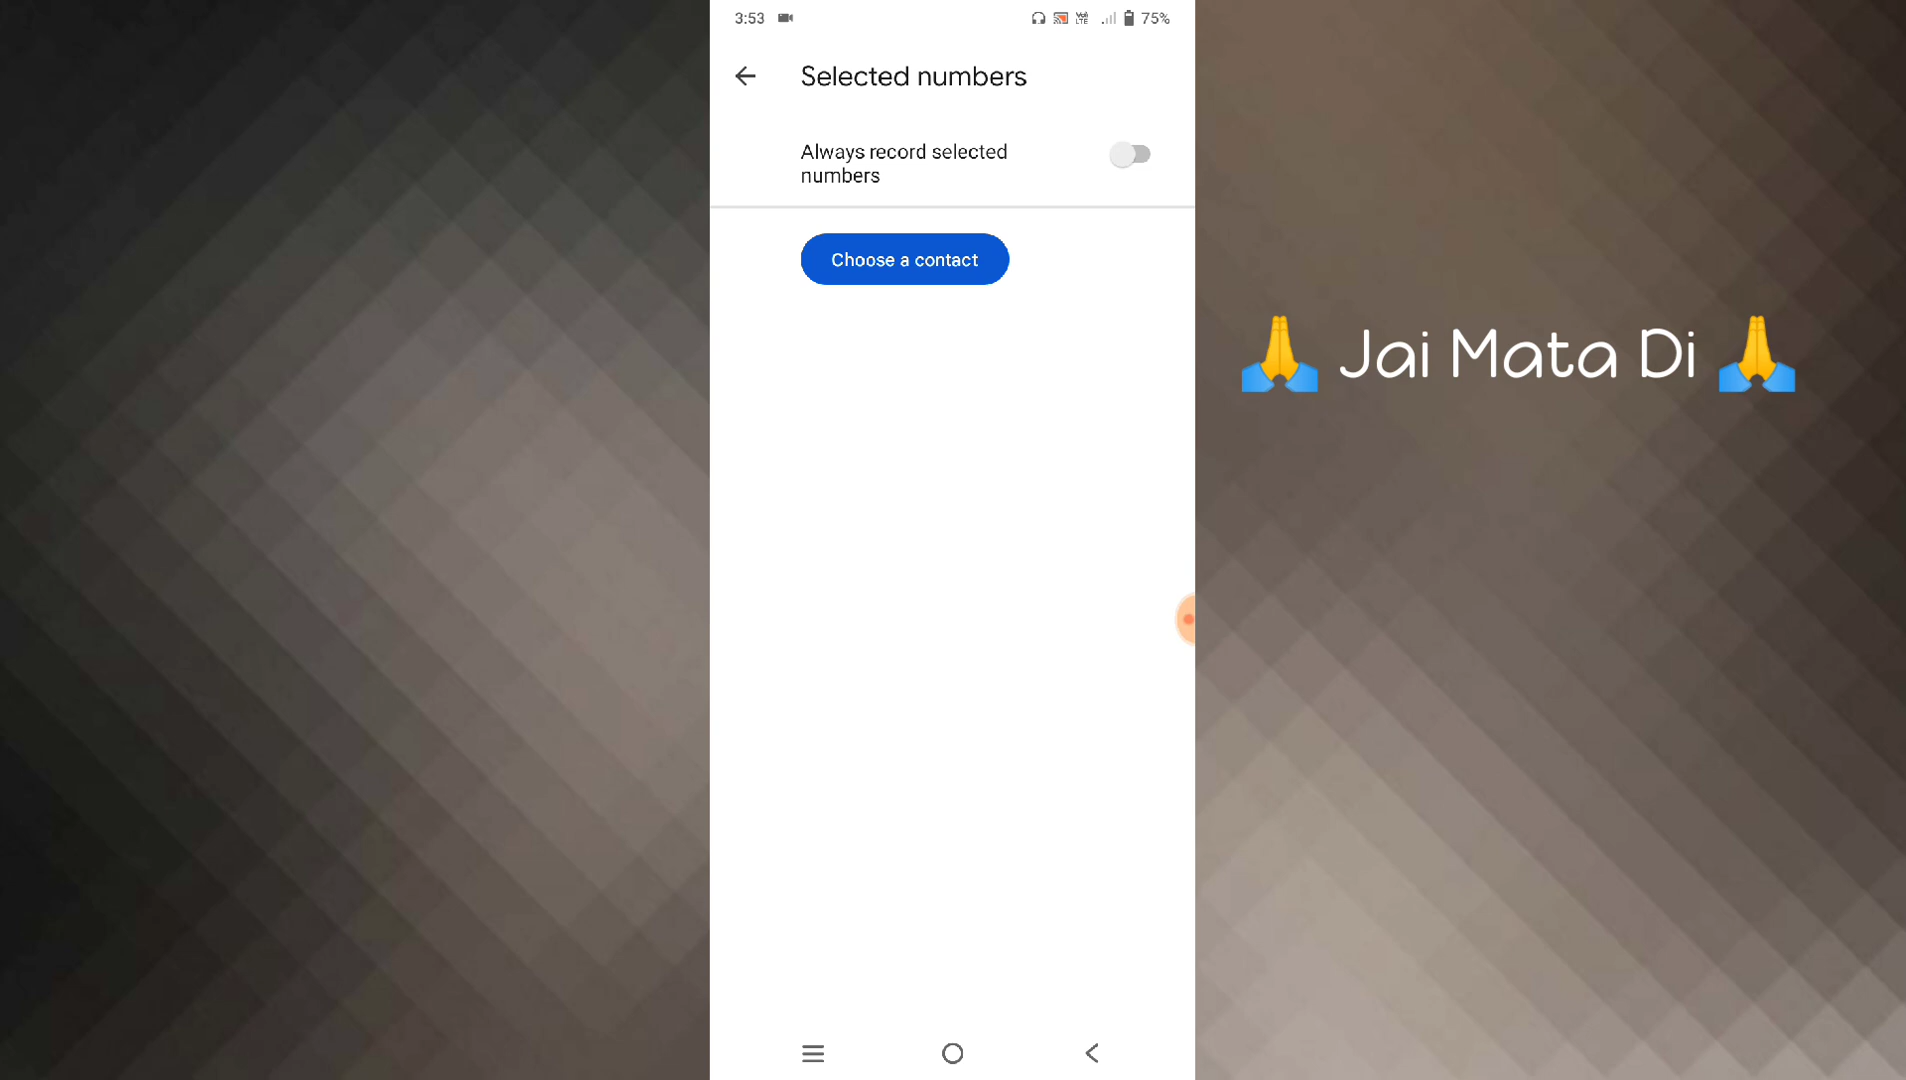 3:53
75%
Selected numbers
Always record selected
numbers
Choose a contact
🙏 Jai Mata Di 🙏